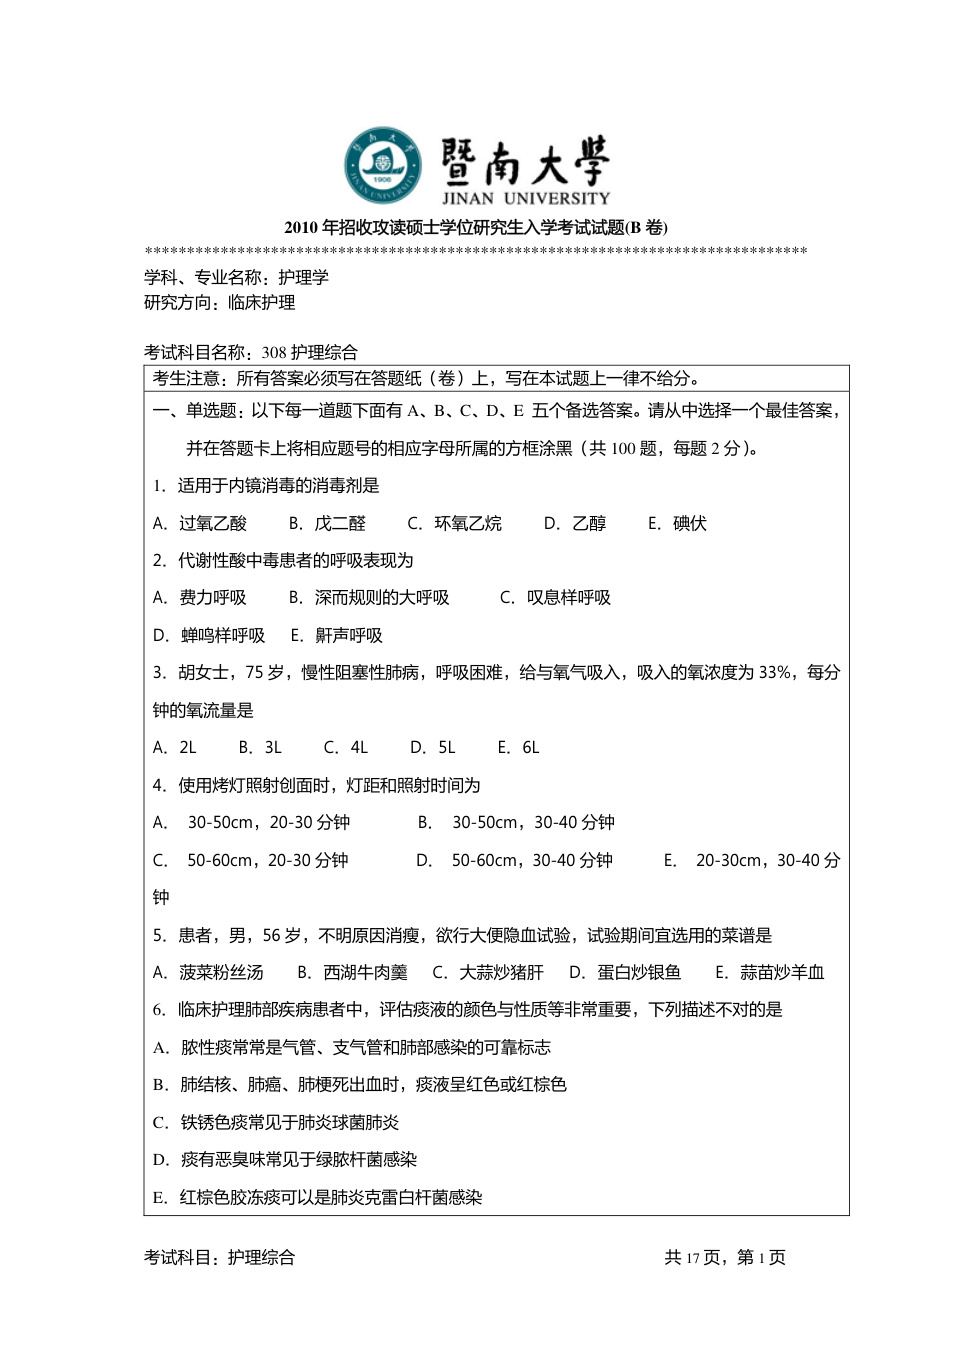 暨南大學
1906
JINAN UNIVERSITY
暨南大學
JINAN UNIVERSITY
2010 年招收攻读硕士学位研究生入学考试试题(B 卷)
********************************************************************************
学科、专业名称：护理学
研究方向：临床护理
考试科目名称：308 护理综合
考生注意：所有答案必须写在答题纸（卷）上，写在本试题上一律不给分。
一、单选题：以下每一道题下面有 A、B、C、D、E 五个备选答案。请从中选择一个最佳答案，
并在答题卡上将相应题号的相应字母所属的方框涂黑（共 100 题，每题 2 分）。
1．适用于内镜消毒的消毒剂是
A．过氧乙酸 B．戊二醛 C．环氧乙烷 D．乙醇 E．碘伏
2．代谢性酸中毒患者的呼吸表现为
A．费力呼吸 B．深而规则的大呼吸 C．叹息样呼吸
D．蝉鸣样呼吸 E．鼾声呼吸
3．胡女士，75 岁，慢性阻塞性肺病，呼吸困难，给与氧气吸入，吸入的氧浓度为 33%，每分
钟的氧流量是
A．2L B．3L C．4L D．5L E．6L
4．使用烤灯照射创面时，灯距和照射时间为
A． 30-50cm，20-30 分钟 B． 30-50cm，30-40 分钟
C． 50-60cm，20-30 分钟 D． 50-60cm，30-40 分钟 E． 20-30cm，30-40 分
钟
5．患者，男，56 岁，不明原因消瘦，欲行大便隐血试验，试验期间宜选用的菜谱是
A．菠菜粉丝汤 B．西湖牛肉羹 C．大蒜炒猪肝 D．蛋白炒银鱼 E．蒜苗炒羊血
6．临床护理肺部疾病患者中，评估痰液的颜色与性质等非常重要，下列描述不对的是
A．脓性痰常常是气管、支气管和肺部感染的可靠标志
B．肺结核、肺癌、肺梗死出血时，痰液呈红色或红棕色
C．铁锈色痰常见于肺炎球菌肺炎
D．痰有恶臭味常见于绿脓杆菌感染
E．红棕色胶冻痰可以是肺炎克雷白杆菌感染
考试科目：护理综合 共 17 页，第 1 页